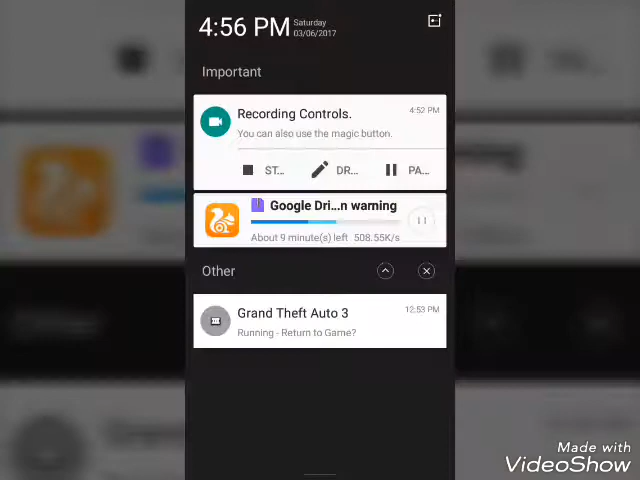 4:56 PM
Saturday
03/06/2017
Important
Recording Controls.
4:52 PM
You can also use the magic button.
ST...
DR...
PA...
Google Dri...n warning
About 9 minute(s) left 508.55K/s
Other
Grand Theft Auto 3
12:53 PM
Running - Return to Game?
Made with
VideoShow